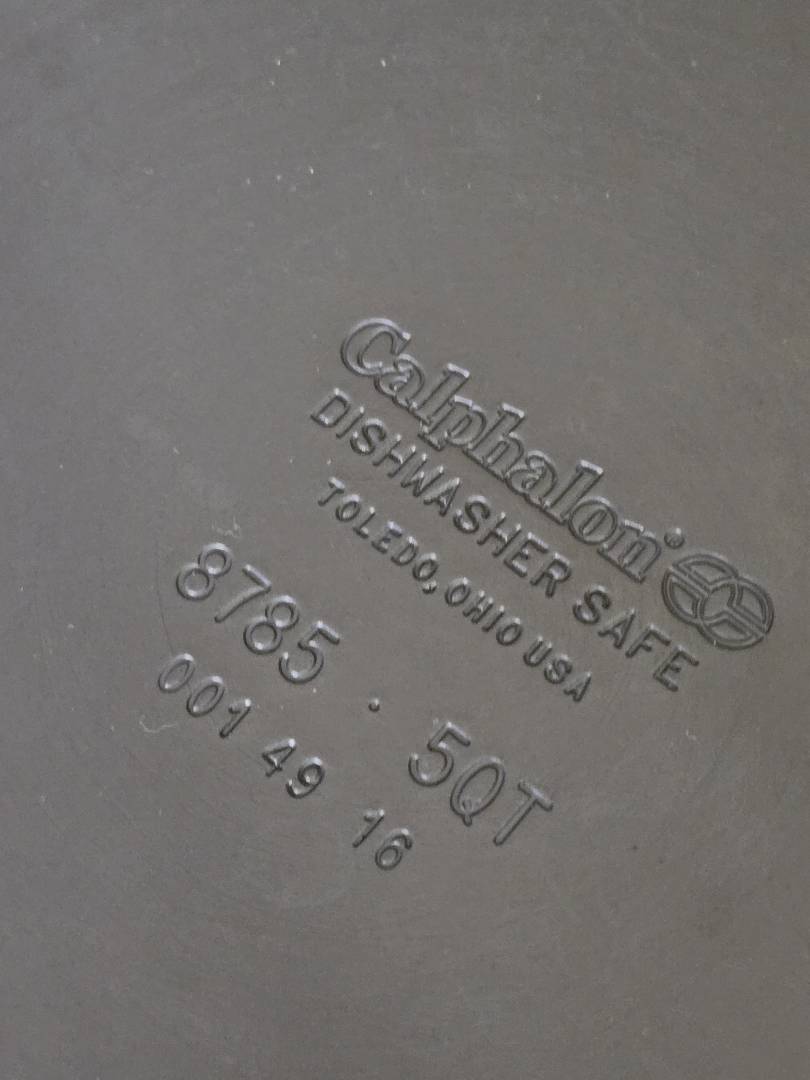 Calphalon®
DISHWASHER SAFE
TOLEDO, OHIO USA
8785 · 5QT
001 49 16